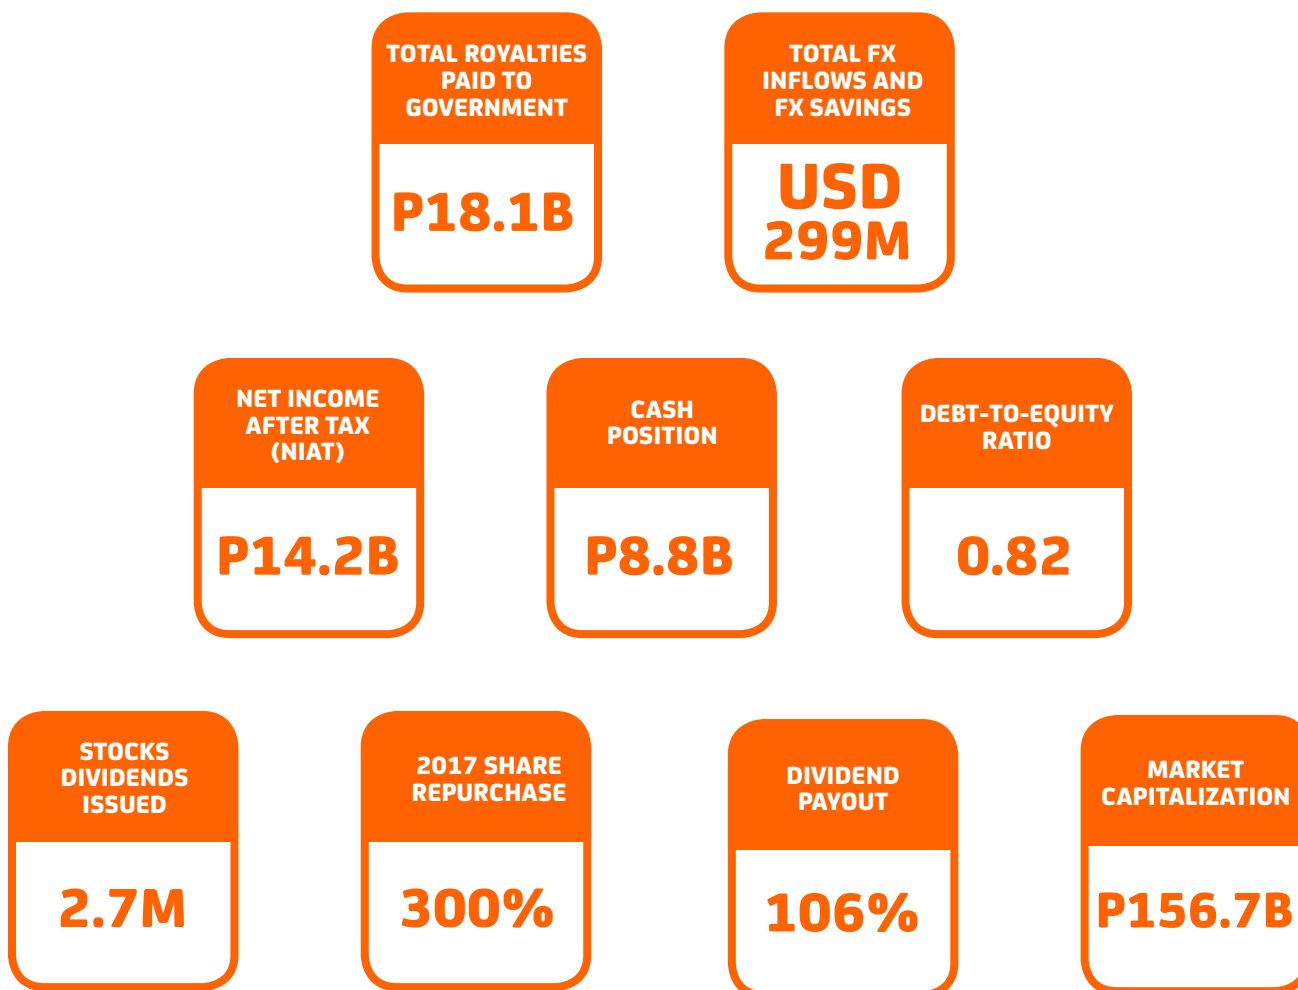 TOTAL ROYALTIES
PAID TO
GOVERNMENT
P18.1B
TOTAL FX
INFLOWS AND
FX SAVINGS
USD
299M
NET INCOME
AFTER TAX
(NIAT)
P14.2B
CASH
POSITION
P8.8B
DEBT-TO-EQUITY
RATIO
0.82
STOCKS
DIVIDENDS
ISSUED
2.7M
2017 SHARE
REPURCHASE
300%
DIVIDEND
PAYOUT
106%
MARKET
CAPITALIZATION
P156.7B